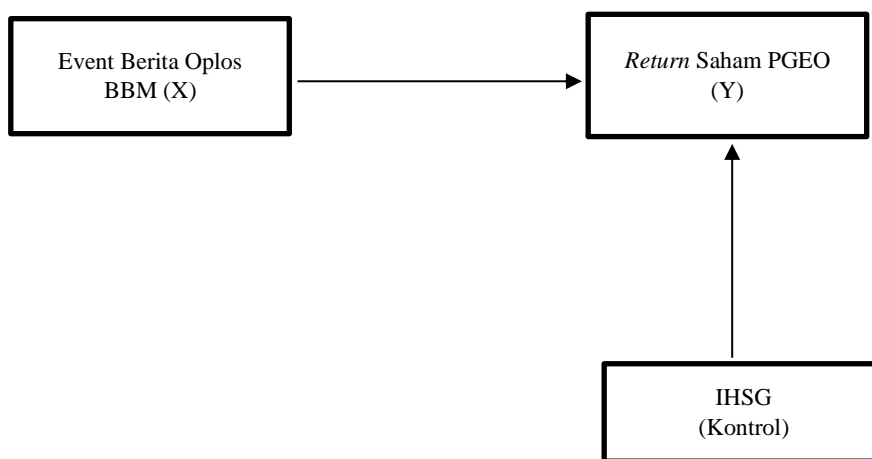 Event Berita Oplos
BBM (X)
Return Saham PGEO
(Y)
IHSG
(Kontrol)